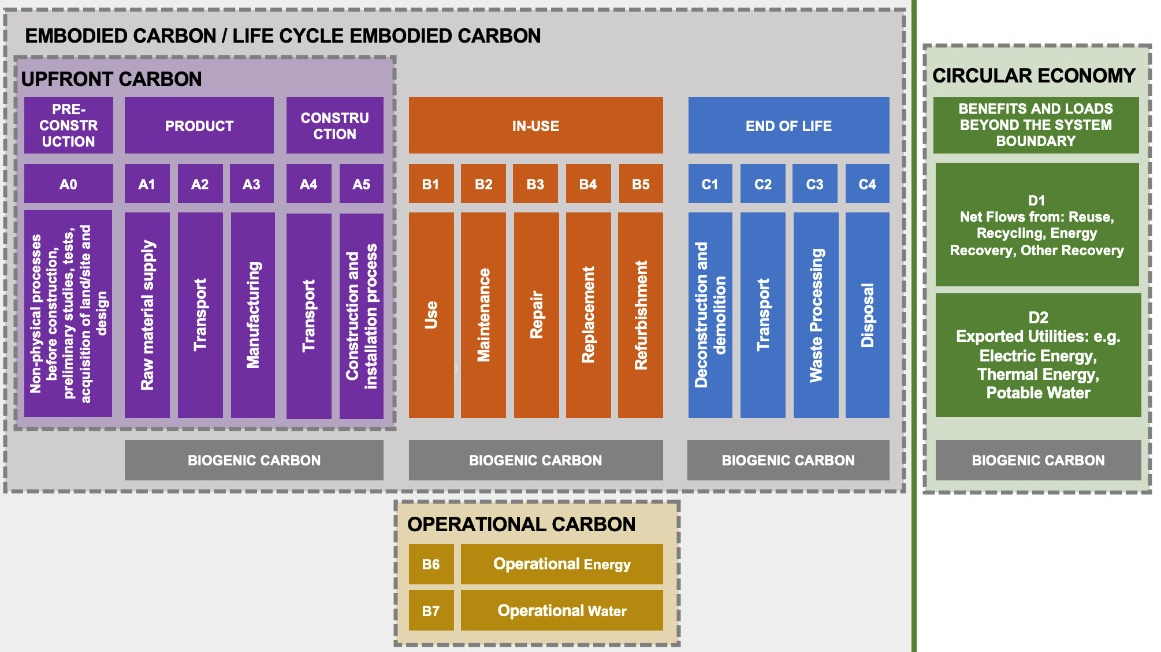 EMBODIED CARBON / LIFE CYCLE EMBODIED CARBON
UPFRONT CARBON
PRE-
CONSTR
UCTION
PRODUCT
CONSTRU
CTION
IN-USE
END OF LIFE
A0
A1
A2
A3
A4
A5
B1
B2
B3
B4
B5
C1
C2
C3
C4
Non-physical processes
before construction,
preliminary studies, tests,
acquisition of land/site and
design
Raw material supply
Transport
Manufacturing
Transport
Construction and
installation process
Use
Maintenance
Repair
Replacement
Refurbishment
Deconstruction and
demolition
Transport
Waste Processing
Disposal
BIOGENIC CARBON
BIOGENIC CARBON
BIOGENIC CARBON
OPERATIONAL CARBON
B6
Operational Energy
B7
Operational Water
CIRCULAR ECONOMY
BENEFITS AND LOADS
BEYOND THE SYSTEM
BOUNDARY
D1
Net Flows from: Reuse,
Recycling, Energy
Recovery, Other Recovery
D2
Exported Utilities: e.g.
Electric Energy,
Thermal Energy,
Potable Water
BIOGENIC CARBON